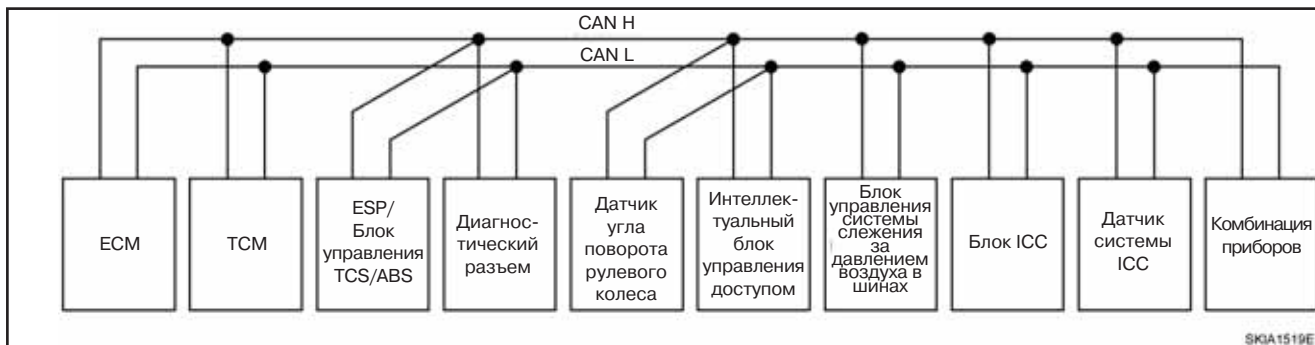 CAN H
CAN L
ECM
TCM
ESP/
Блок
управления
TCS/ABS
Диагнос-
тический
разъем
Датчик
угла
поворота
рулевого
колеса
Интеллек-
туальный
блок
управления
доступом
Блок
управления
системы
слежения
за
давлением
воздуха в
шинах
Блок ICC
Датчик
системы
ICC
Комбинация
приборов
SKIA1519E